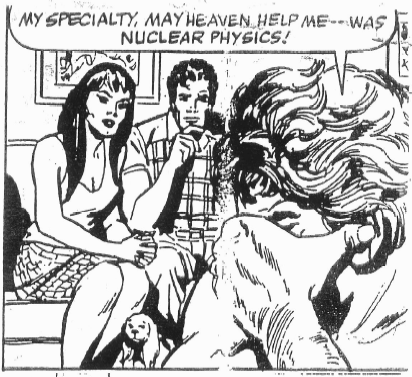 MY SPECIALTY, MAY HEAVEN HELP ME--WAS
NUCLEAR PHYSICS!